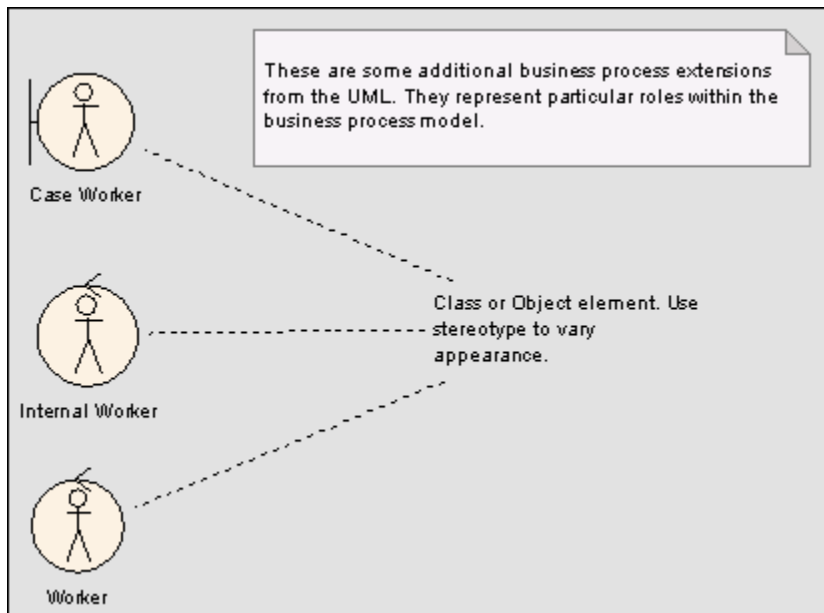 These are some additional business process extensions
from the UML. They represent particular roles within the
business process model.
Case Worker
Class or Object element. Use
stereotype to vary
appearance.
Internal Worker
Worker